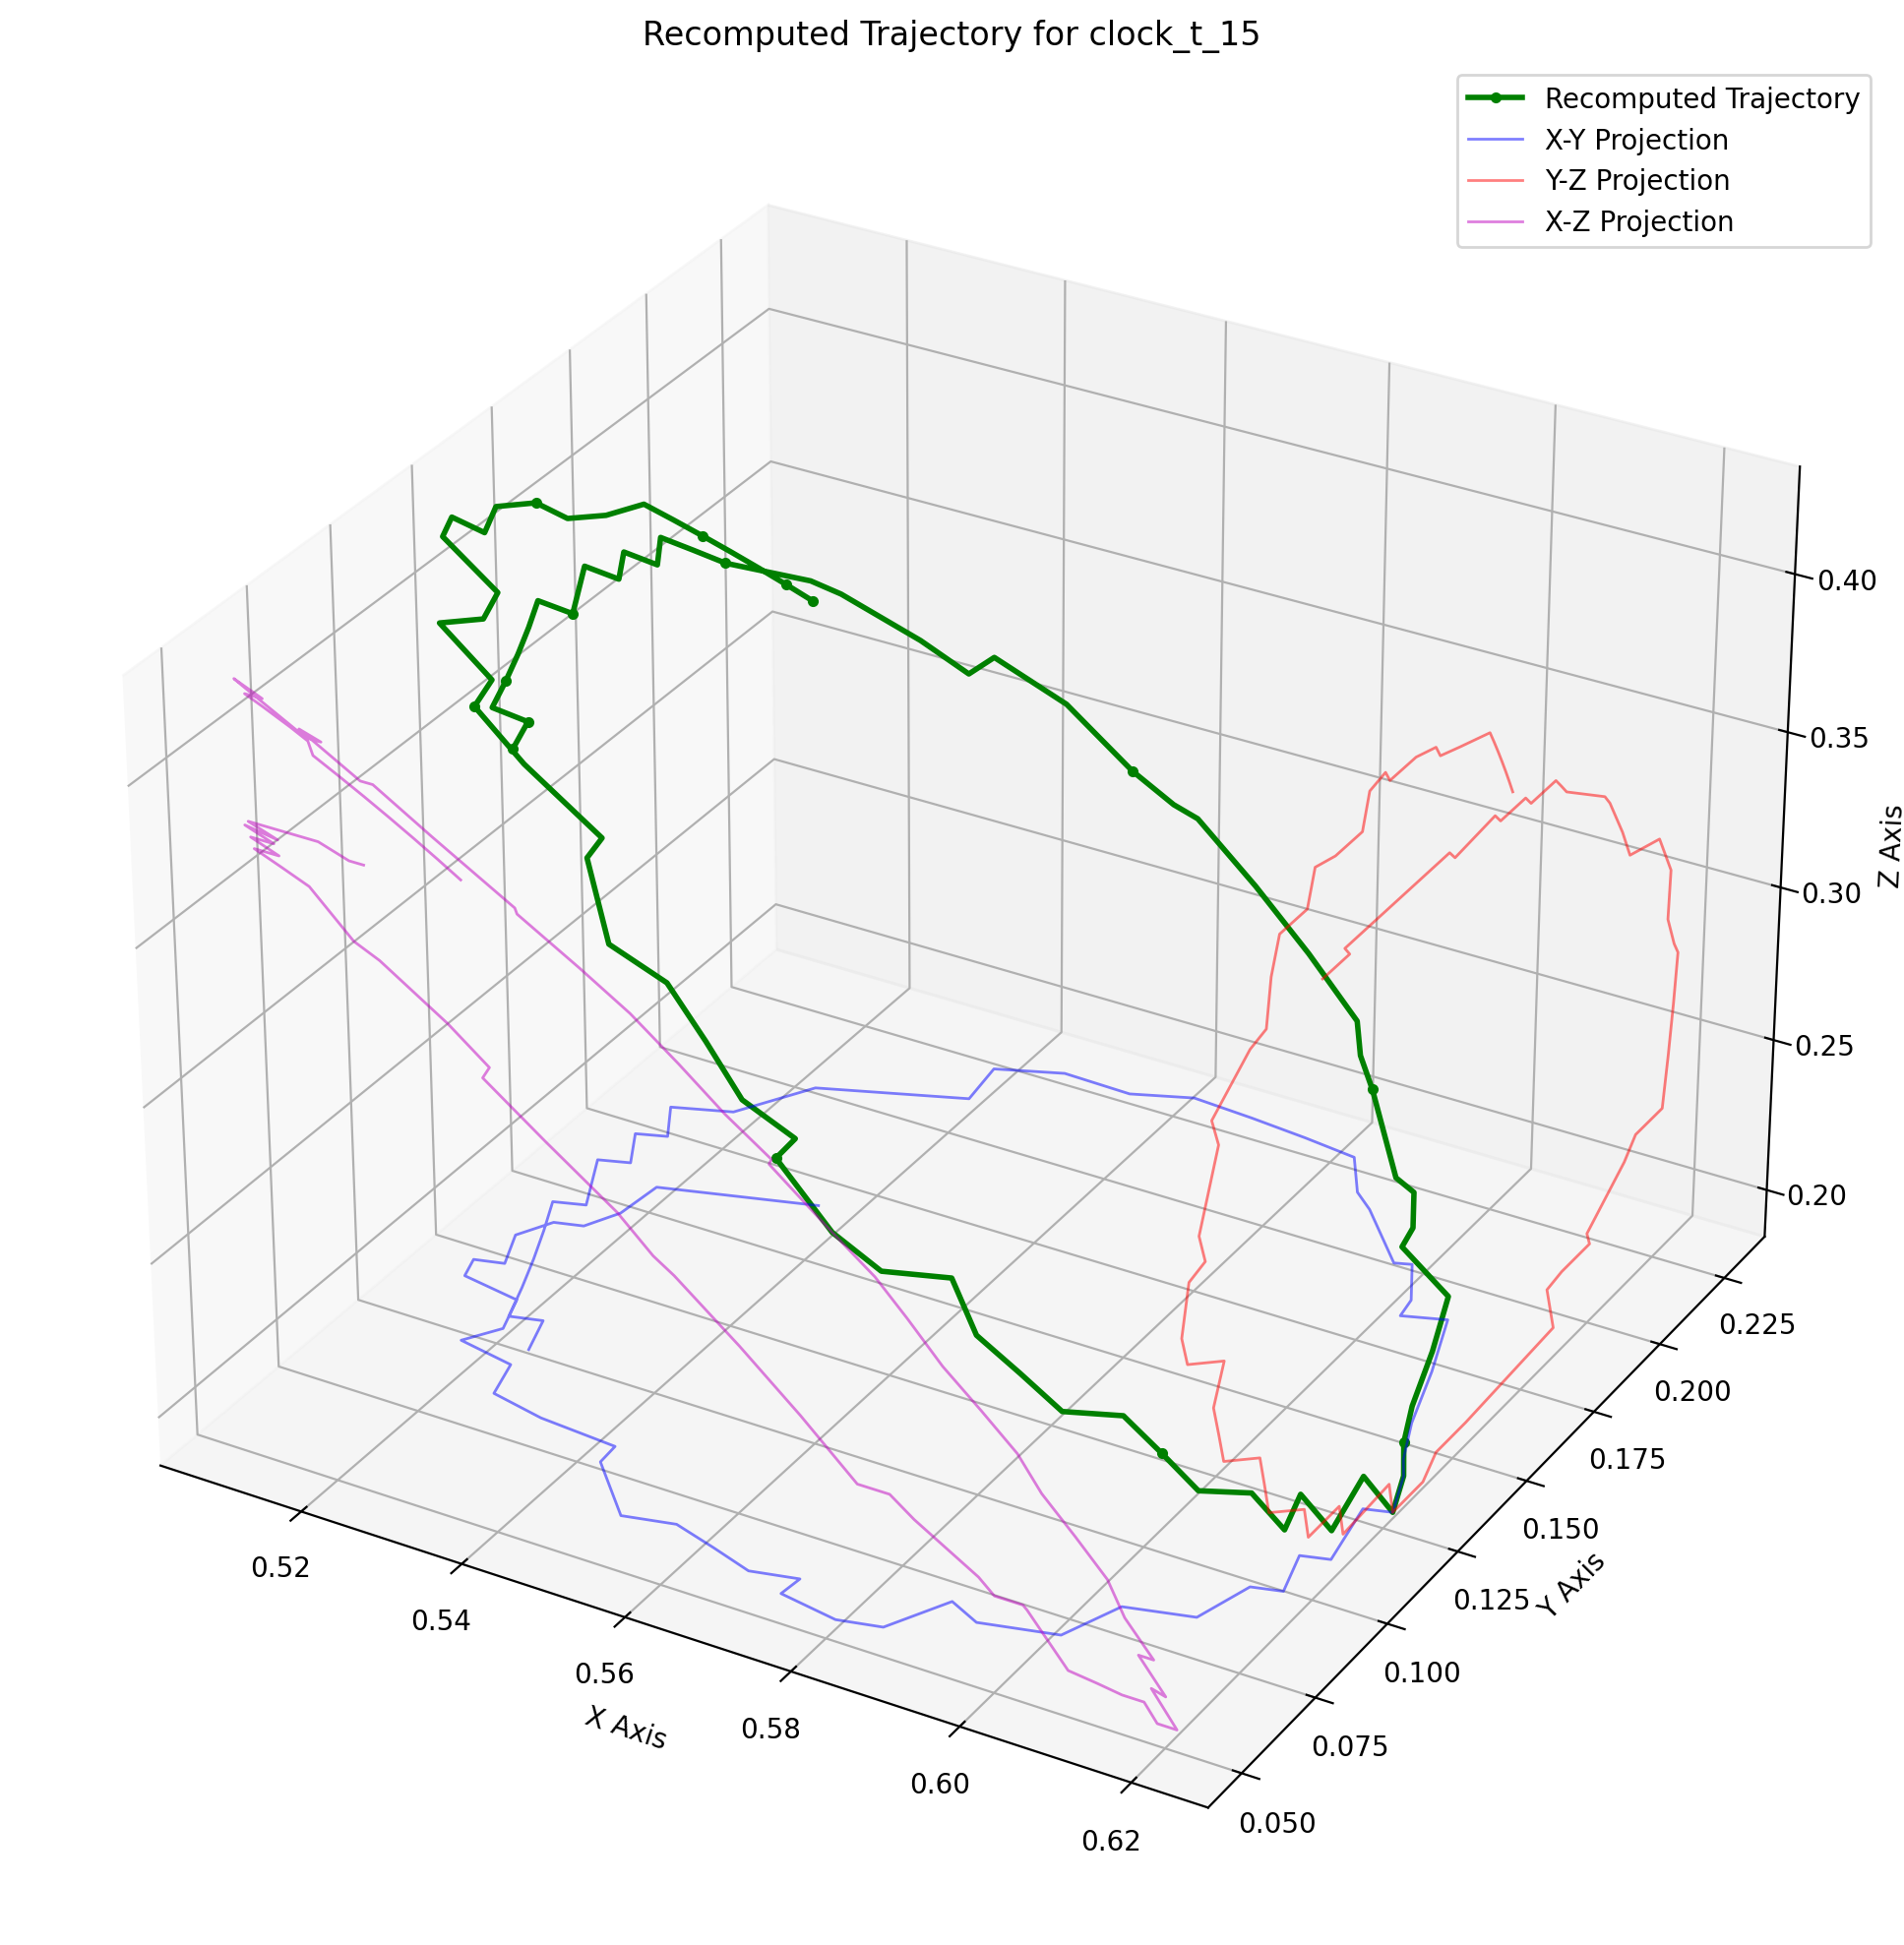 Recomputed Trajectory for clock_t_15
Recomputed Trajectory
X-Y Projection
Y-Z Projection
X-Z Projection
0.40
0.35
0.30
0.25
0.20
Z Axis
0.225
0.200
0.175
0.150
0.125
0.100
0.075
0.050
Y Axis
0.52
0.54
0.56
0.58
0.60
0.62
X Axis